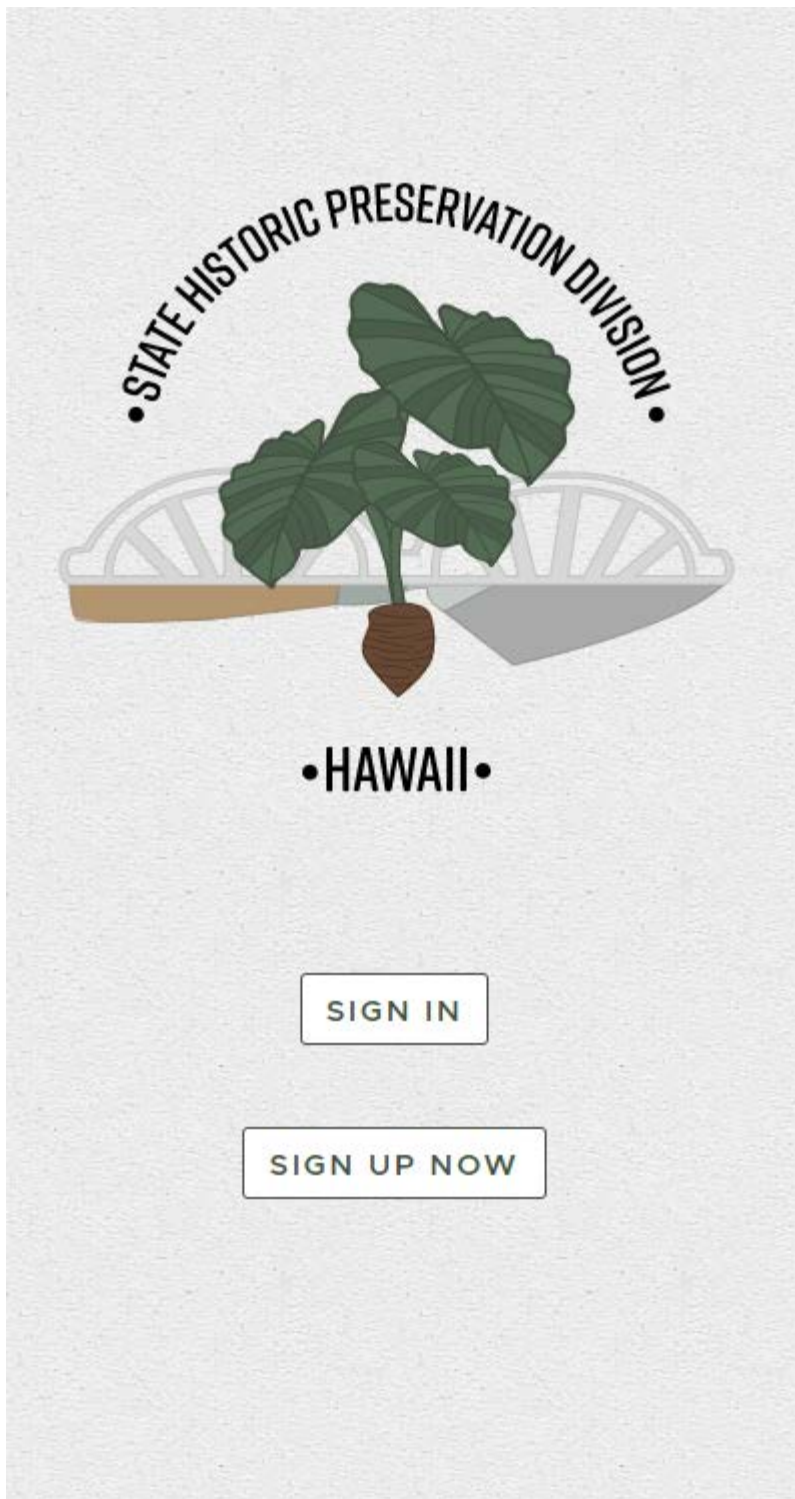 •STATE HISTORIC PRESERVATION DIVISION•
•HAWAII•
SIGN IN
SIGN UP NOW